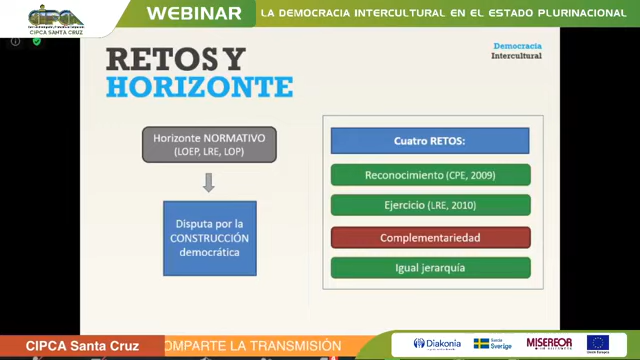 CIPCA
CIPCA SANTA CRUZ
WEBINAR
LA DEMOCRACIA INTERCULTURAL EN EL ESTADO PLURINACIONAL
RETOS Y
HORIZONTE
Democracia
Intercultural
Horizonte NORMATIVO
(LOEP, LRE, LOP)
Disputa por la
CONSTRUCCIÓN
democrática
Cuatro RETOS:
Reconocimiento (CPE, 2009)
Ejercicio (LRE, 2010)
Complementariedad
Igual jerarquía
CIPCA Santa Cruz
COMPARTE LA TRANSMISIÓN
Diakonia
Sverige
MISEREOR